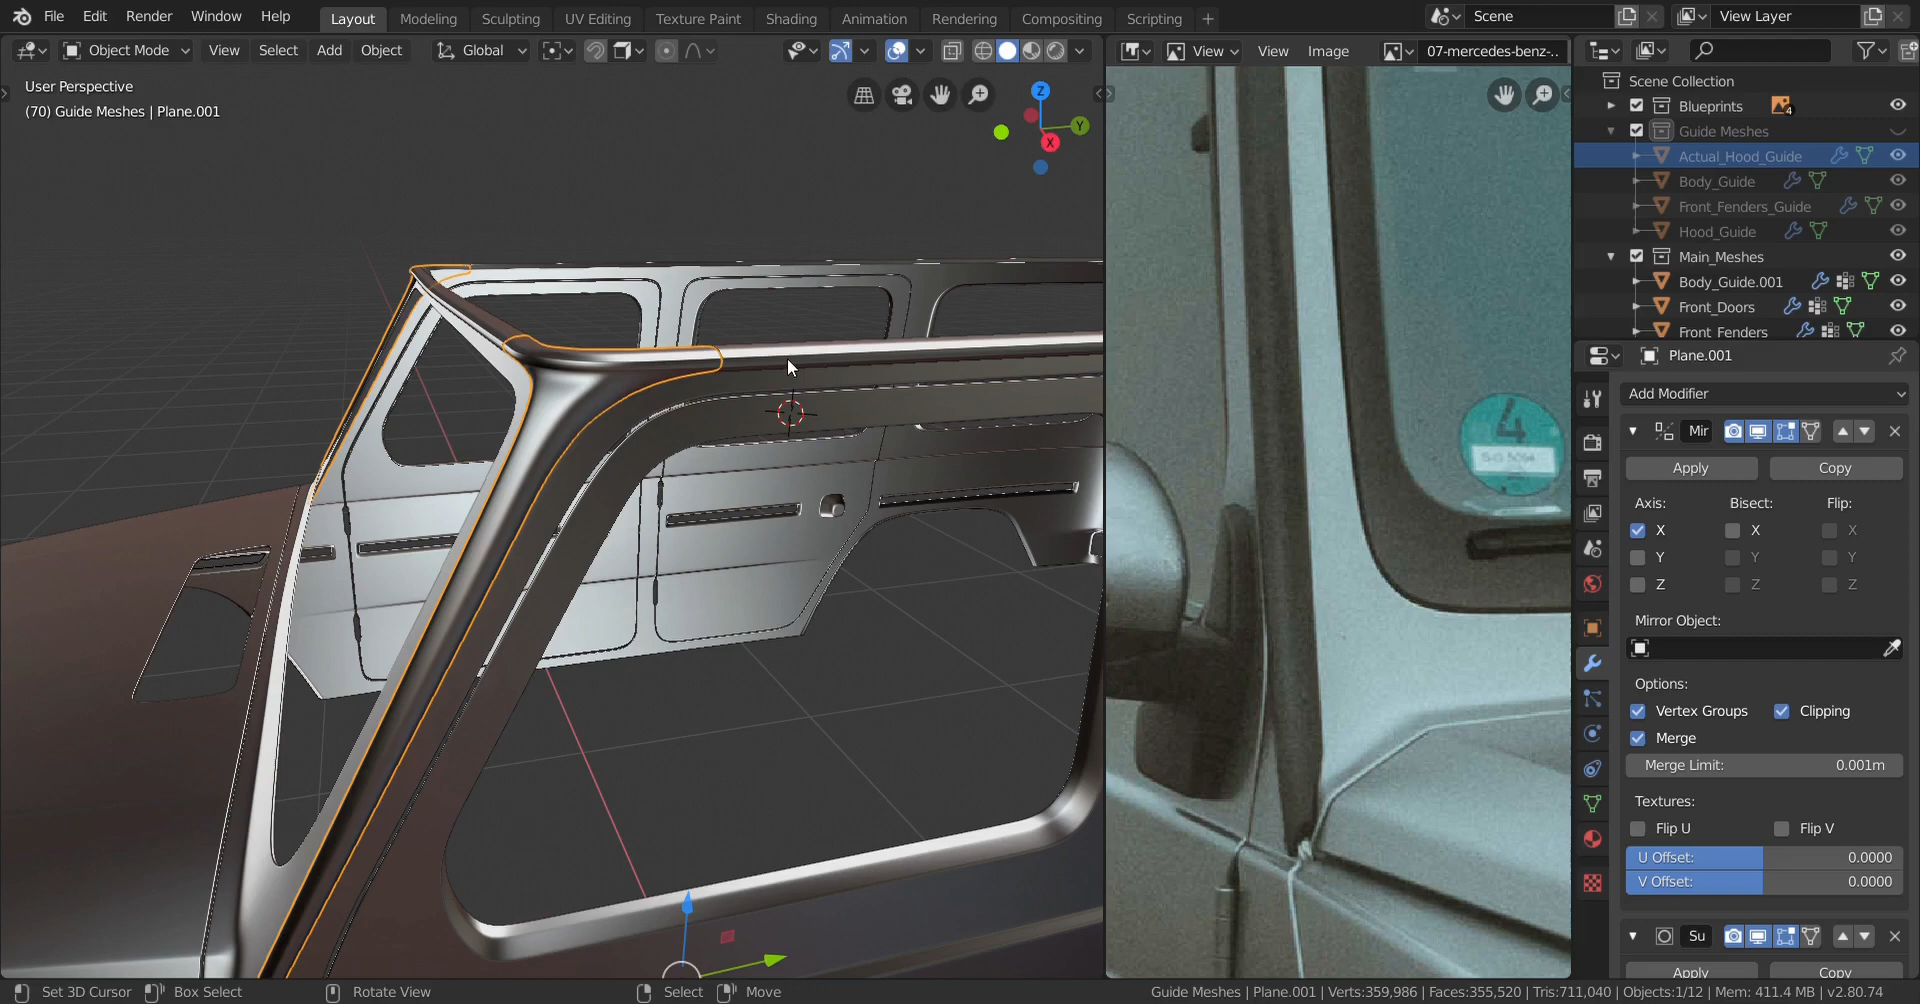 File Edit Render Window Help Layout Modeling Sculpting UV Editing Texture Paint Shading Animation Rendering Compositing Scripting + Scene View Layer
Object Mode View Select Add Object Global View View Image 07-mercedes-benz-..
User Perspective
(70) Guide Meshes | Plane.001
Z
Y
X
4
Scene Collection
Blueprints 4
Guide Meshes
Actual_Hood_Guide
Body_Guide
Front_Fenders_Guide
Hood_Guide
Main_Meshes
Body_Guide.001
Front_Doors
Front_Fenders
Plane.001
Add Modifier
Mir
Apply Copy
Axis: Bisect: Flip:
X X X
Y Y Y
Z Z Z
Mirror Object:
Options:
Vertex Groups Clipping
Merge
Merge Limit: 0.001m
Textures:
Flip U Flip V
U Offset: 0.0000
V Offset: 0.0000
Su
Apply Copy
Set 3D Cursor Box Select Rotate View Select Move Guide Meshes | Plane.001 | Verts:359,986 | Faces:355,520 | Tris:711,040 | Objects:1/12 | Mem: 411.4 MB | v2.80.74